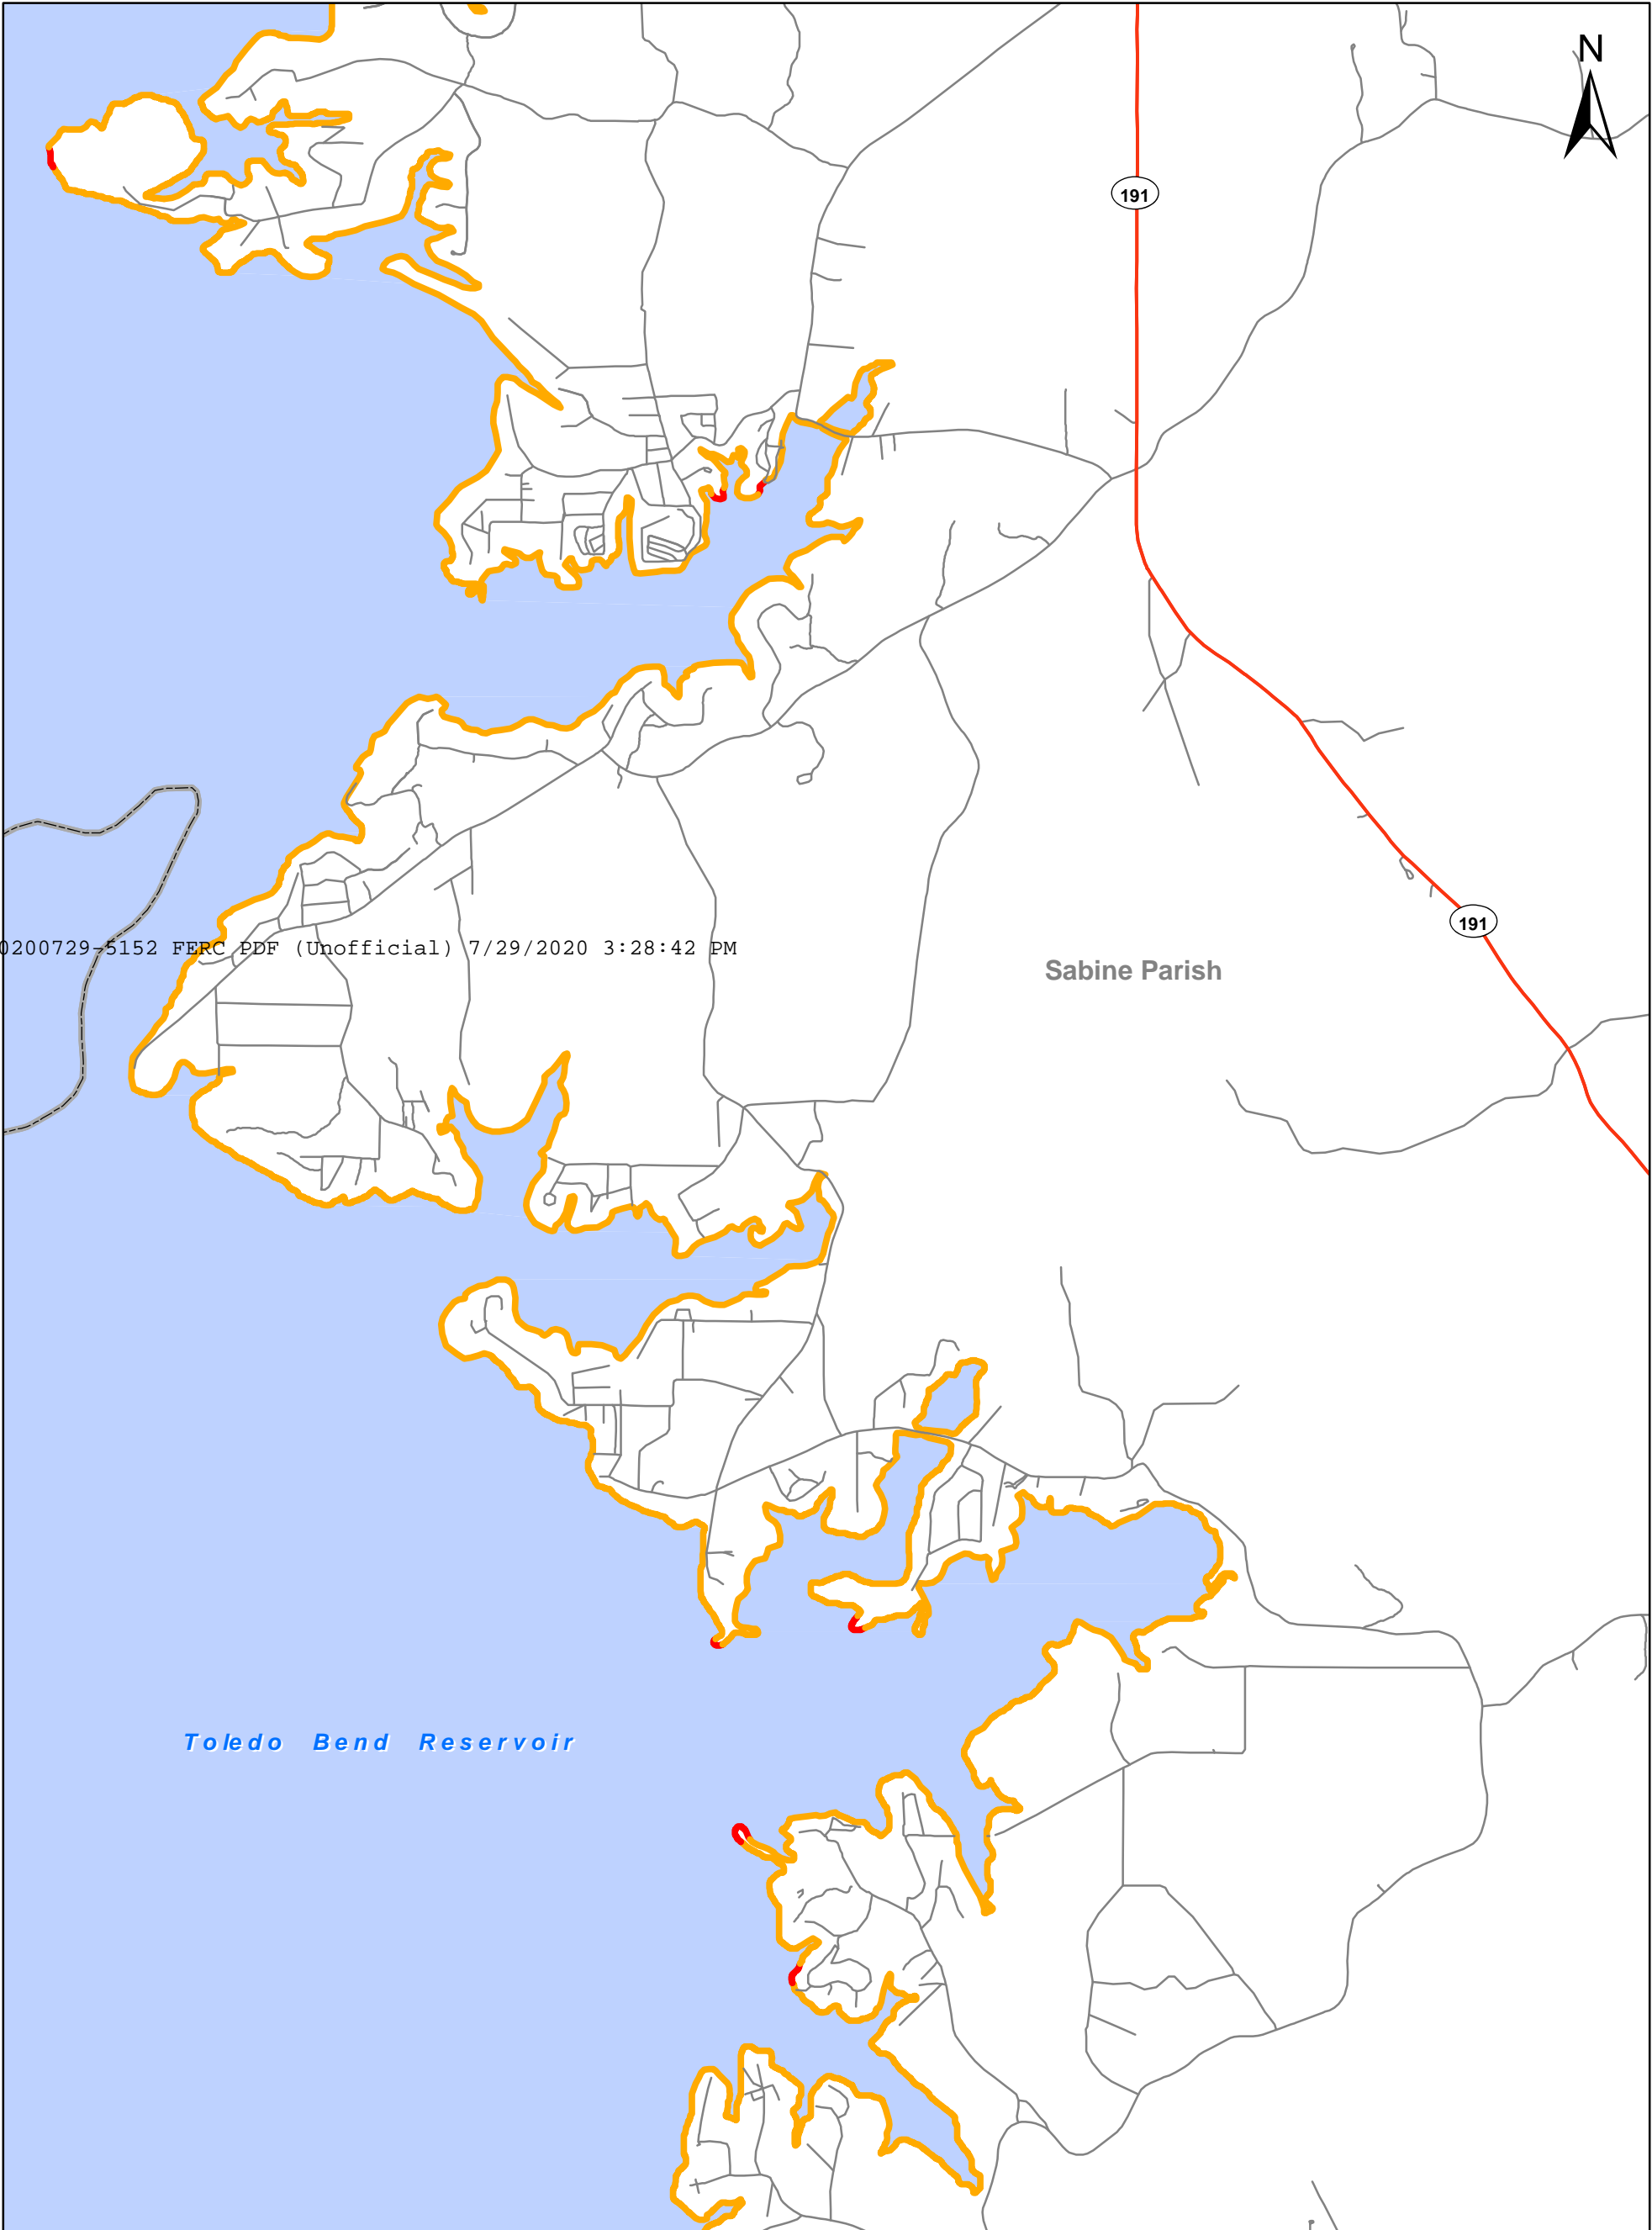 N
191
191
0200729-5152 FERC PDF (Unofficial) 7/29/2020 3:28:42 PM
Sabine Parish
Toledo Bend Reservoir